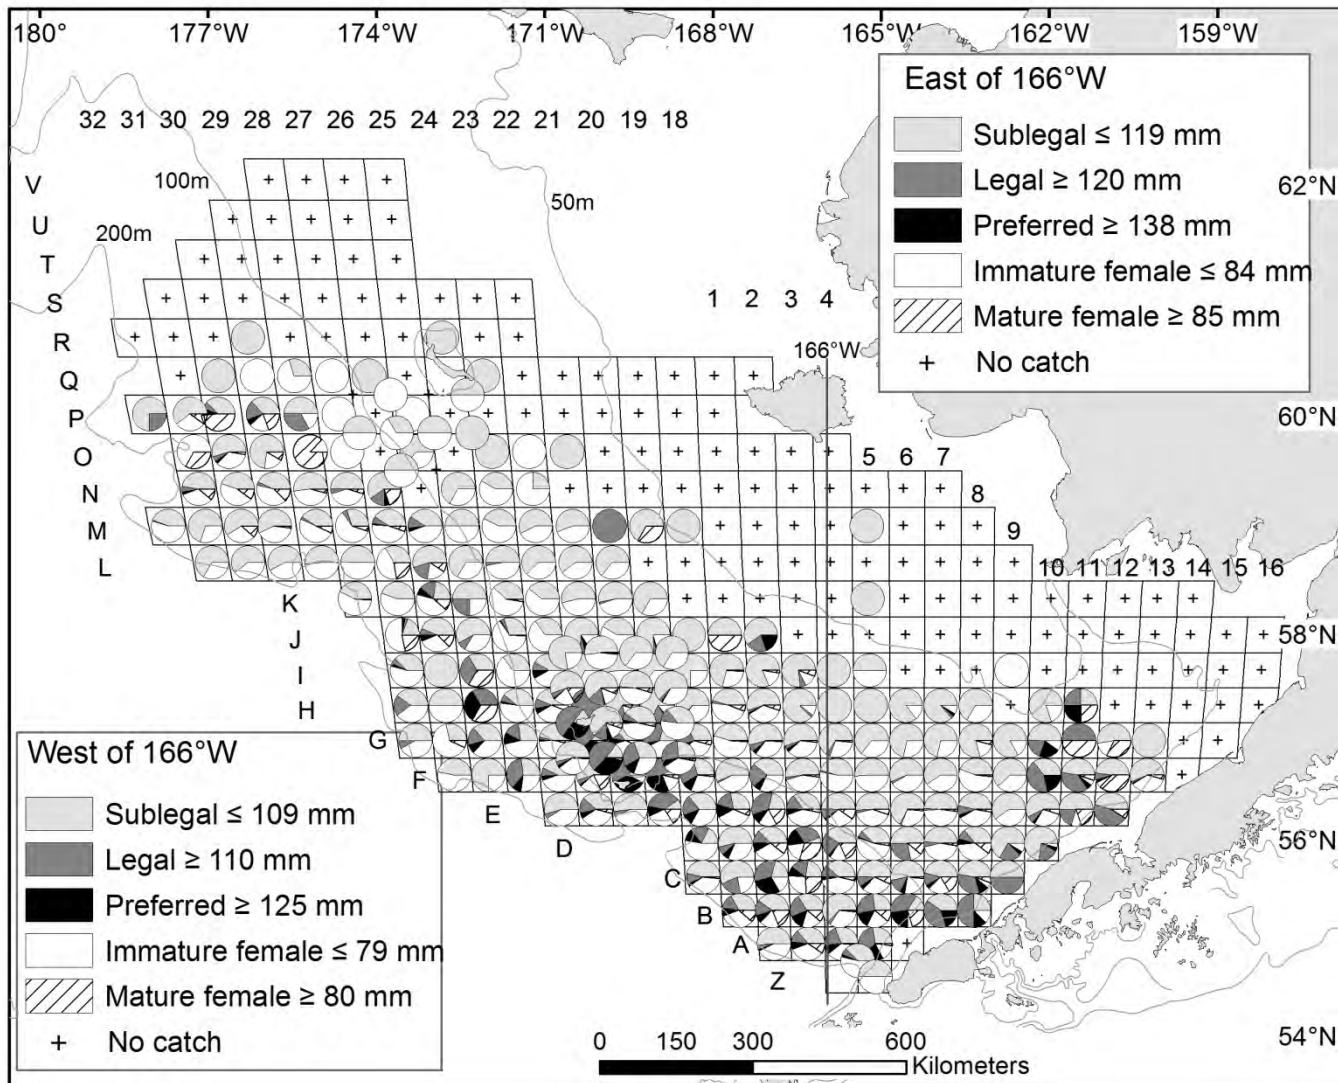 180° 177°W 174°W 171°W 168°W 165°W 162°W 159°W
East of 166°W
Sublegal ≤ 119 mm
Legal ≥ 120 mm
Preferred ≥ 138 mm
Immature female ≤ 84 mm
Mature female ≥ 85 mm
+ No catch
32 31 30 29 28 27 26 25 24 23 22 21 20 19 18
62°N
V
100m
50m
U
200m
T
S
1 2 3 4
R
166°W
Q
P
60°N
O
5 6 7
N
8
M
9
L
10 11 12 13 14 15 16
K
J
58°N
I
H
G
F
E
D
56°N
C
B
A
Z
54°N
West of 166°W
Sublegal ≤ 109 mm
Legal ≥ 110 mm
Preferred ≥ 125 mm
Immature female ≤ 79 mm
Mature female ≥ 80 mm
+ No catch
0 150 300 600
Kilometers